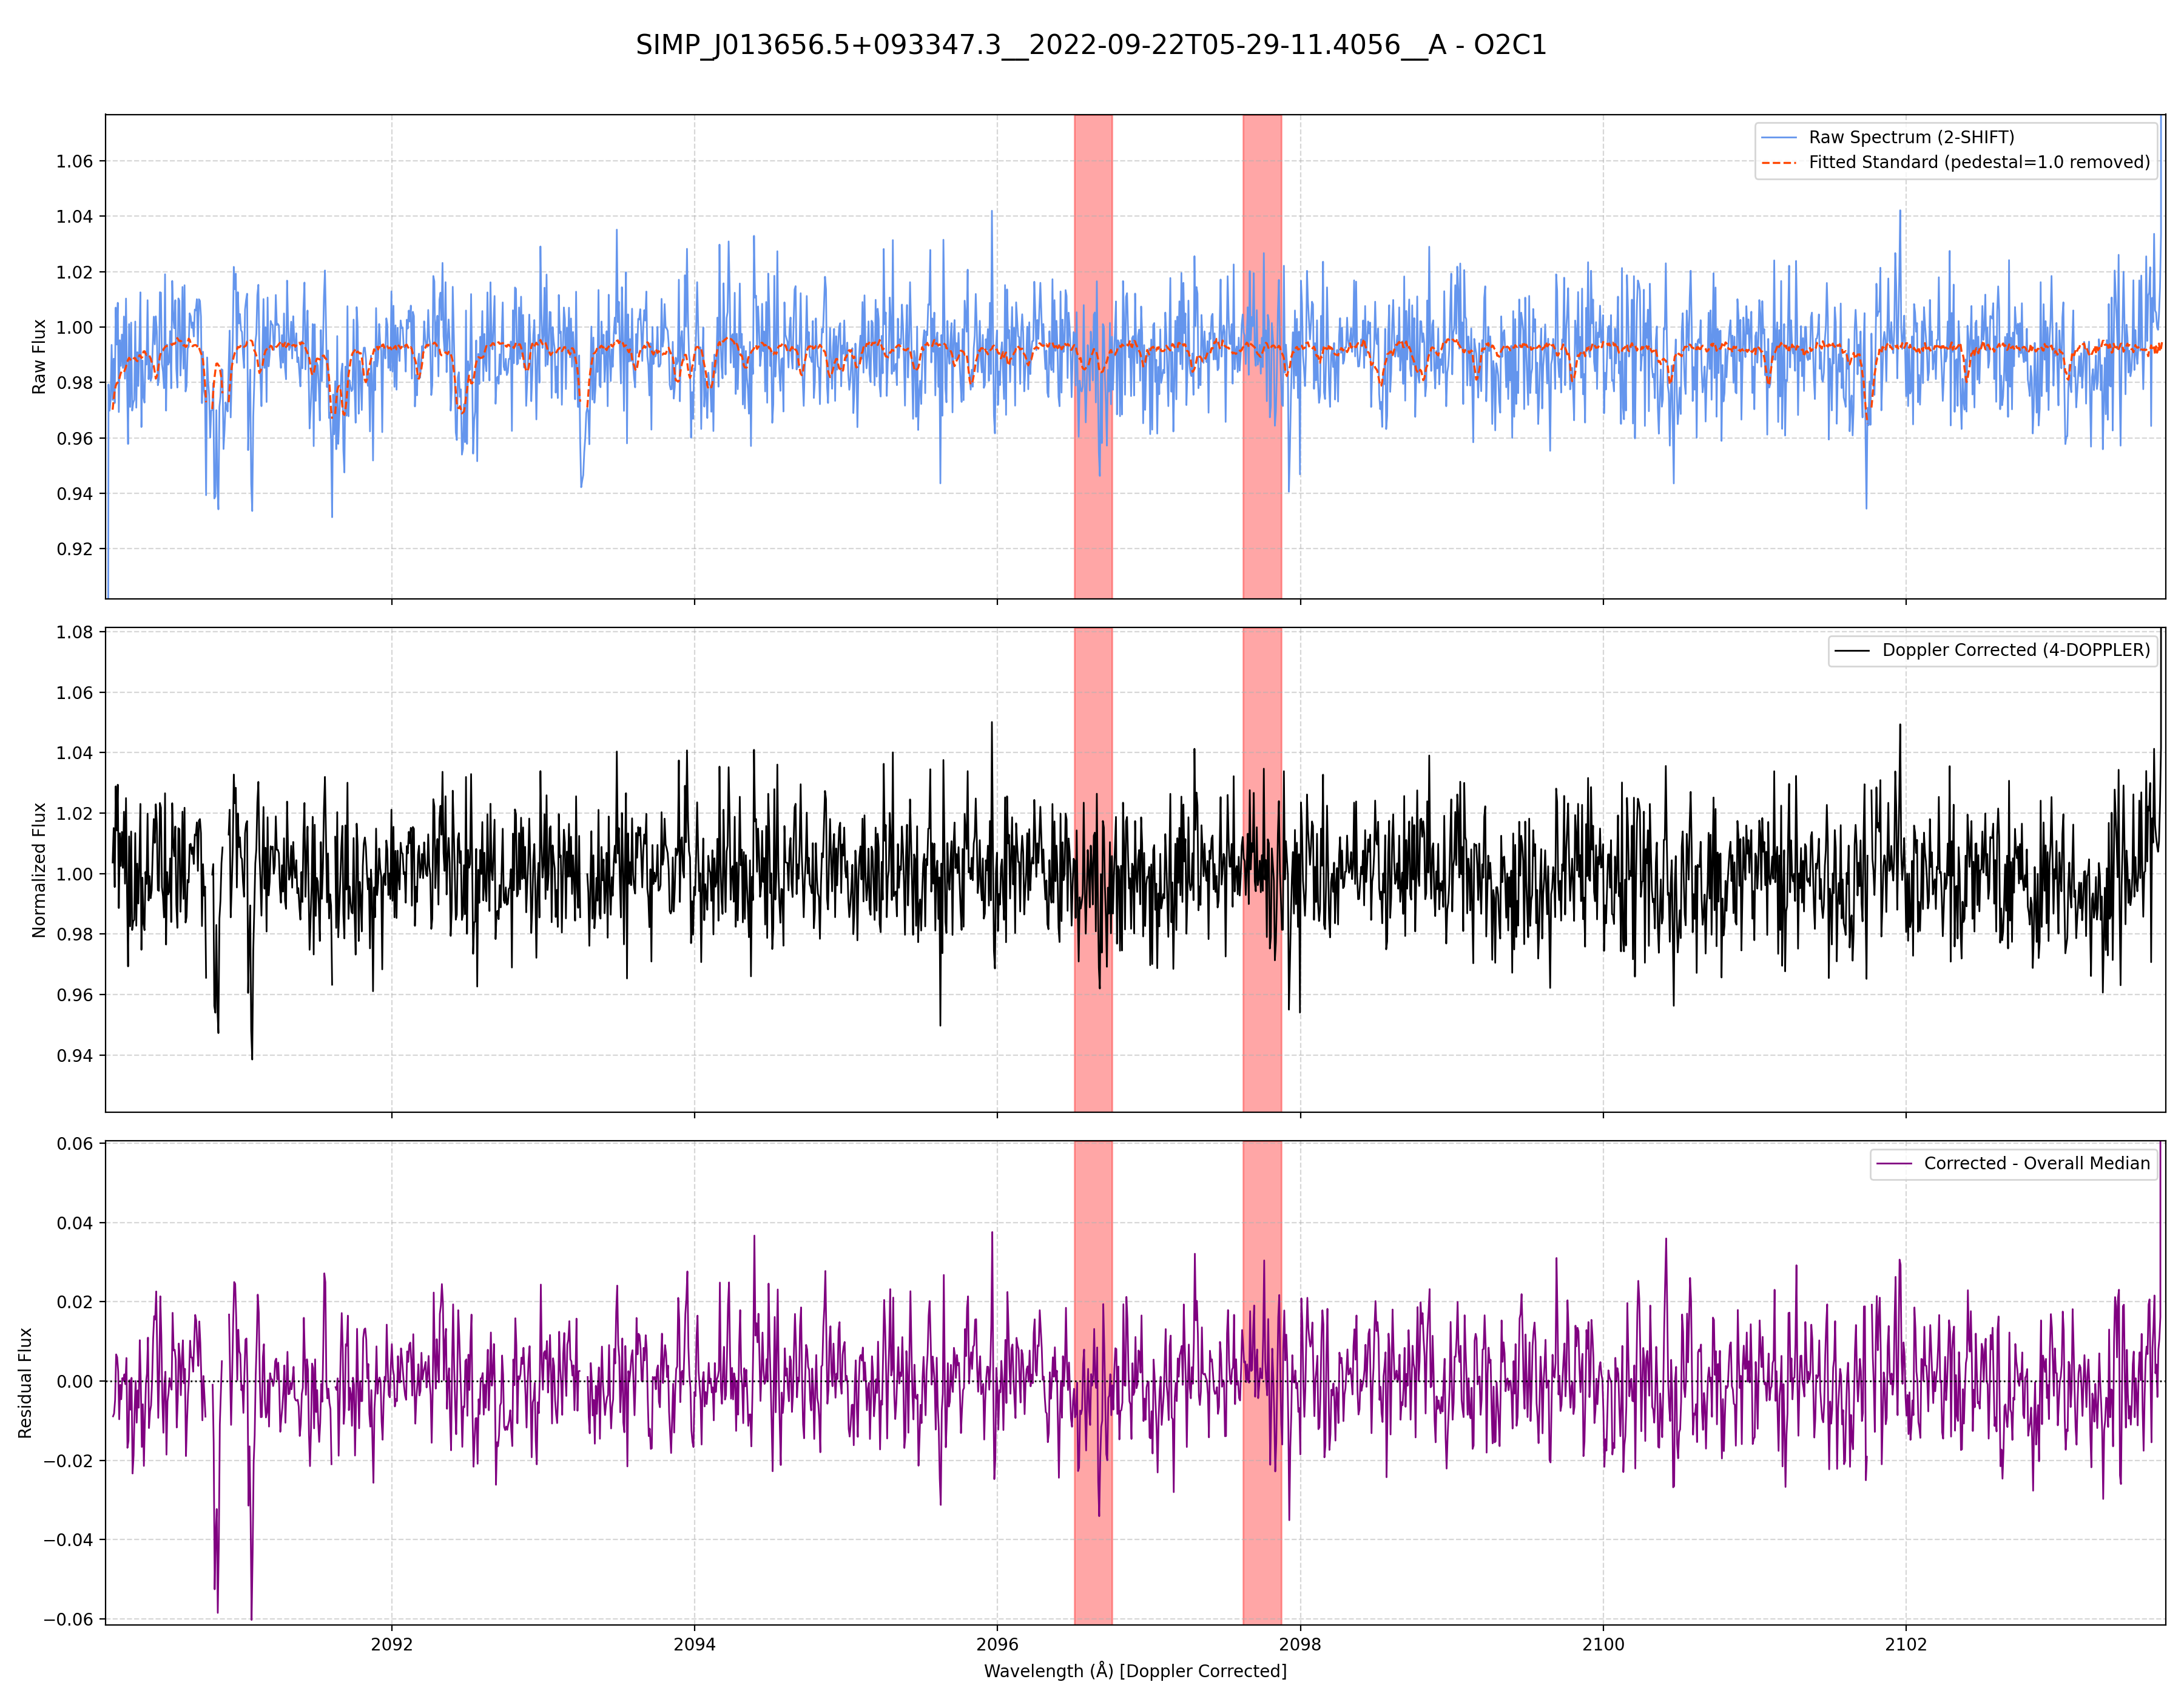 SIMP_J013656.5+093347.3__2022-09-22T05-29-11.4056__A - O2C1
Raw Flux
1.06
1.04
1.02
1.00
0.98
0.96
0.94
0.92
Raw Spectrum (2-SHIFT)
Fitted Standard (pedestal=1.0 removed)
Normalized Flux
1.08
1.06
1.04
1.02
1.00
0.98
0.96
0.94
Doppler Corrected (4-DOPPLER)
Residual Flux
0.06
0.04
0.02
0.00
−0.02
−0.04
−0.06
Corrected - Overall Median
2092 2094 2096 2098 2100 2102
Wavelength (Å) [Doppler Corrected]